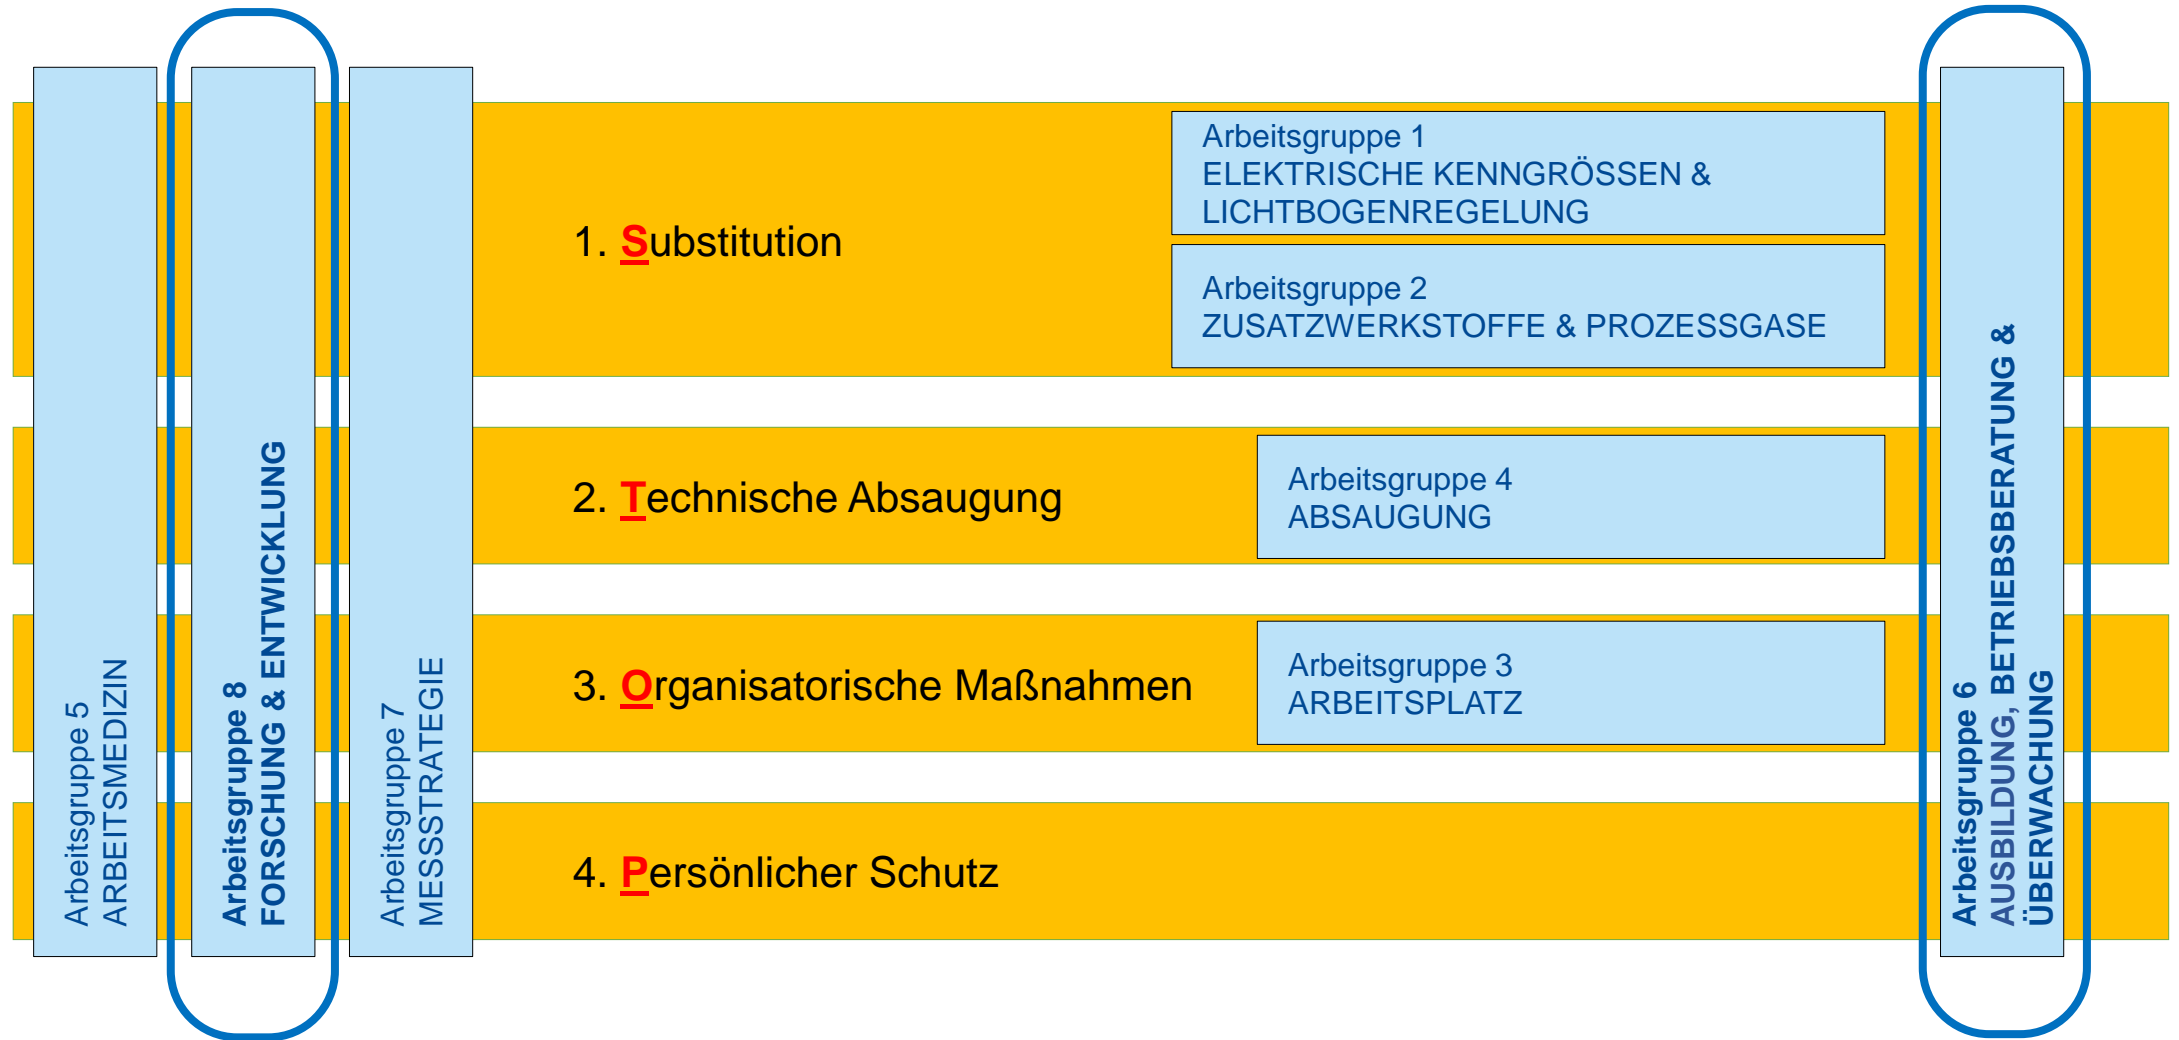 Arbeitsgruppe 5
ARBEITSMEDIZIN
Arbeitsgruppe 8
FORSCHUNG & ENTWICKLUNG
Arbeitsgruppe 7
MESSSTRATEGIE
1. Substitution
Arbeitsgruppe 1
ELEKTRISCHE KENNGRÖSSEN &
LICHTBOGENREGELUNG
Arbeitsgruppe 2
ZUSATZWERKSTOFFE & PROZESSGASE
2. Technische Absaugung
Arbeitsgruppe 4
ABSAUGUNG
3. Organisatorische Maßnahmen
Arbeitsgruppe 3
ARBEITSPLATZ
4. Persönlicher Schutz
Arbeitsgruppe 6
AUSBILDUNG, BETRIEBSBERATUNG &
ÜBERWACHUNG